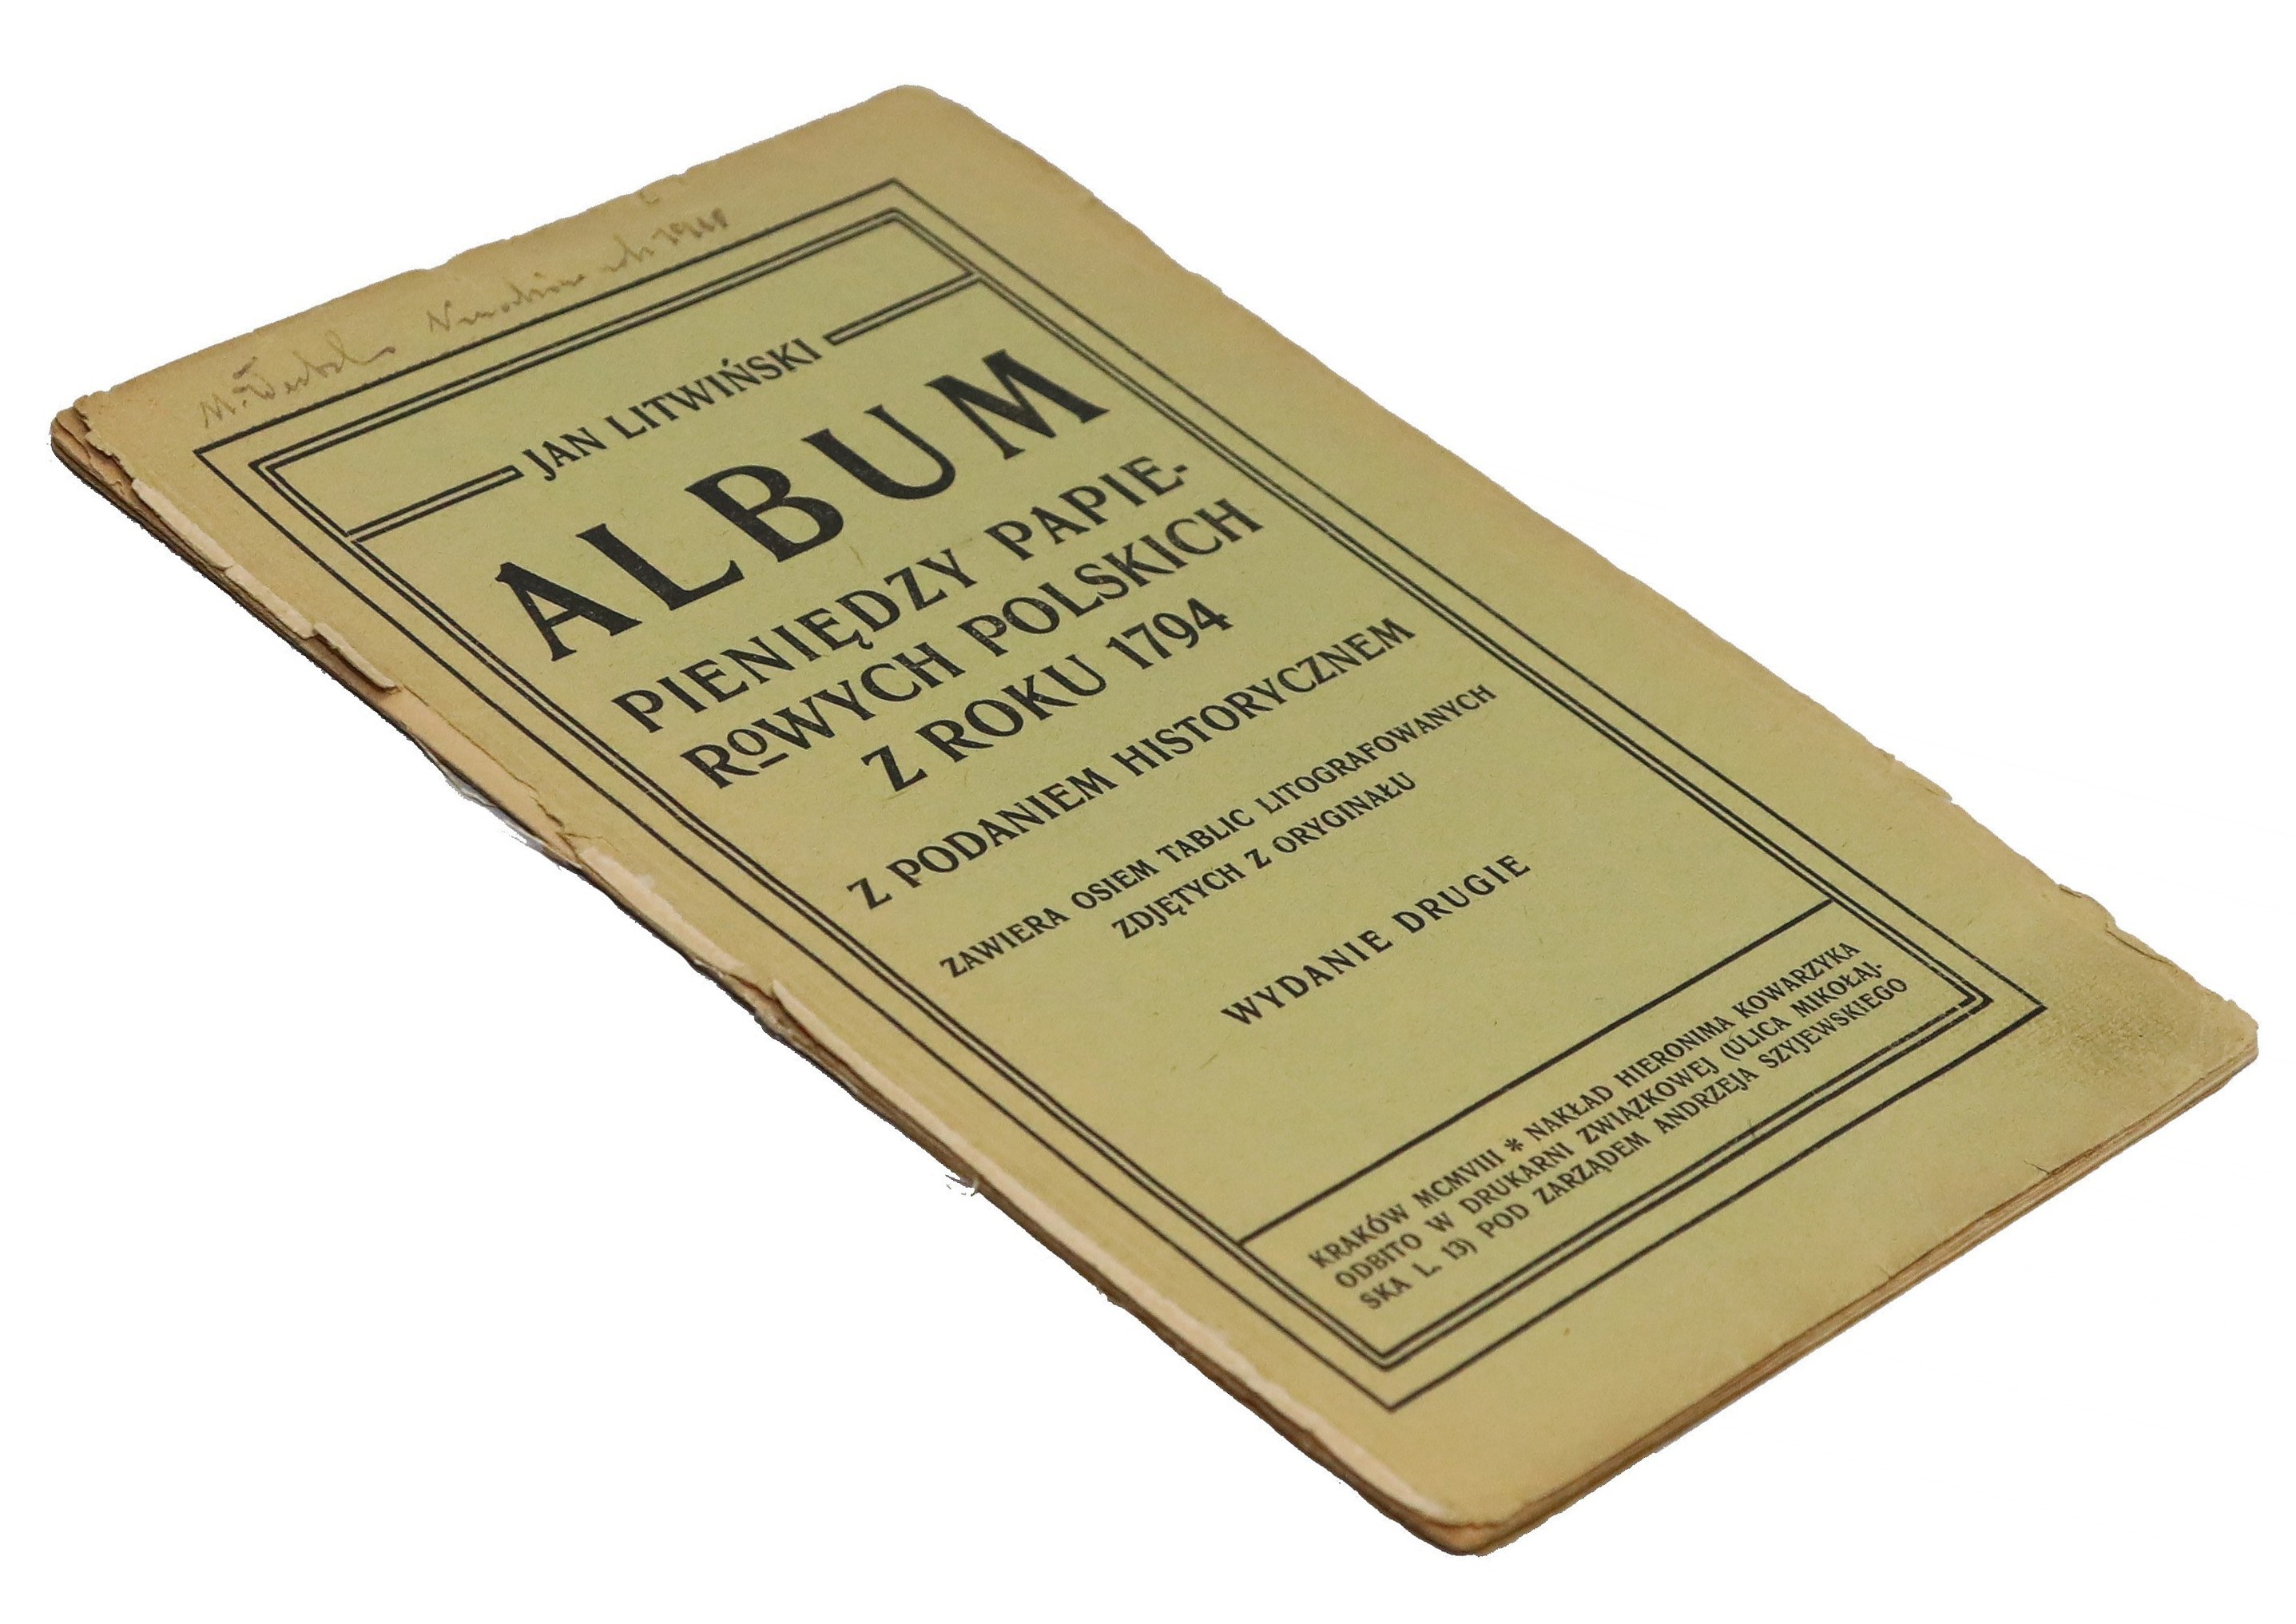 JAN LITWIŃSKI
ALBUM
PIENIĘDZY PAPIE-
ROWYCH POLSKICH
Z ROKU 1794
Z PODANIEM HISTORYCZNEM
ZAWIERA OSIEM TABLIC LITOGRAFOWANYCH
ZDJĘTYCH Z ORYGINAŁU
WYDANIE DRUGIE
KRAKÓW MCMVIII * NAKŁAD HIERONIMA KOWARZYKA
ODBITO W DRUKARNI ZWIĄZKOWEJ (ULICA MIKOŁAJ-
SKA L. 13) POD ZARZĄDEM ANDRZEJA SZYJEWSKIEGO